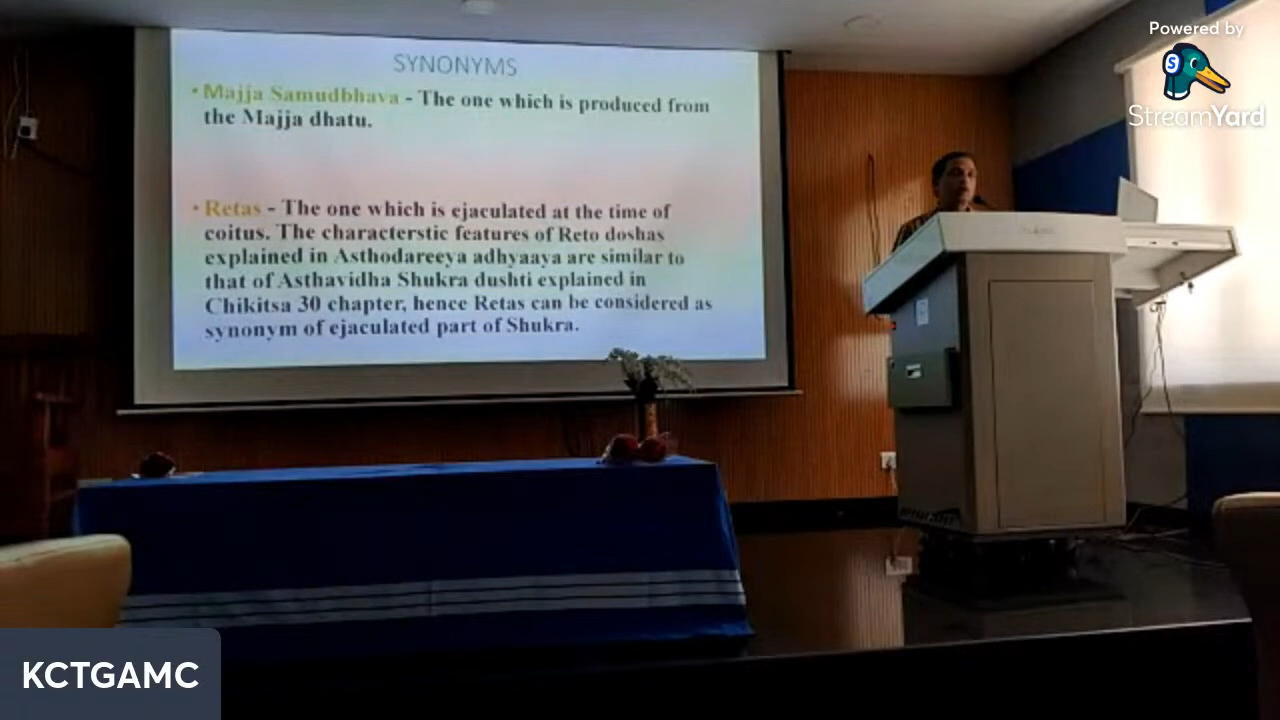 Powered by
StreamYard
SYNONYMS
• Majja Samudbhava - The one which is produced from
the Majja dhatu.
• Retas - The one which is ejaculated at the time of
coitus. The characterstic features of Reto doshas
explained in Asthodareeya adhyaaya are similar to
that of Asthavidha Shukra dushti explained in
Chikitsa 30 chapter, hence Retas can be considered as
synonym of ejaculated part of Shukra.
KCTGAMC